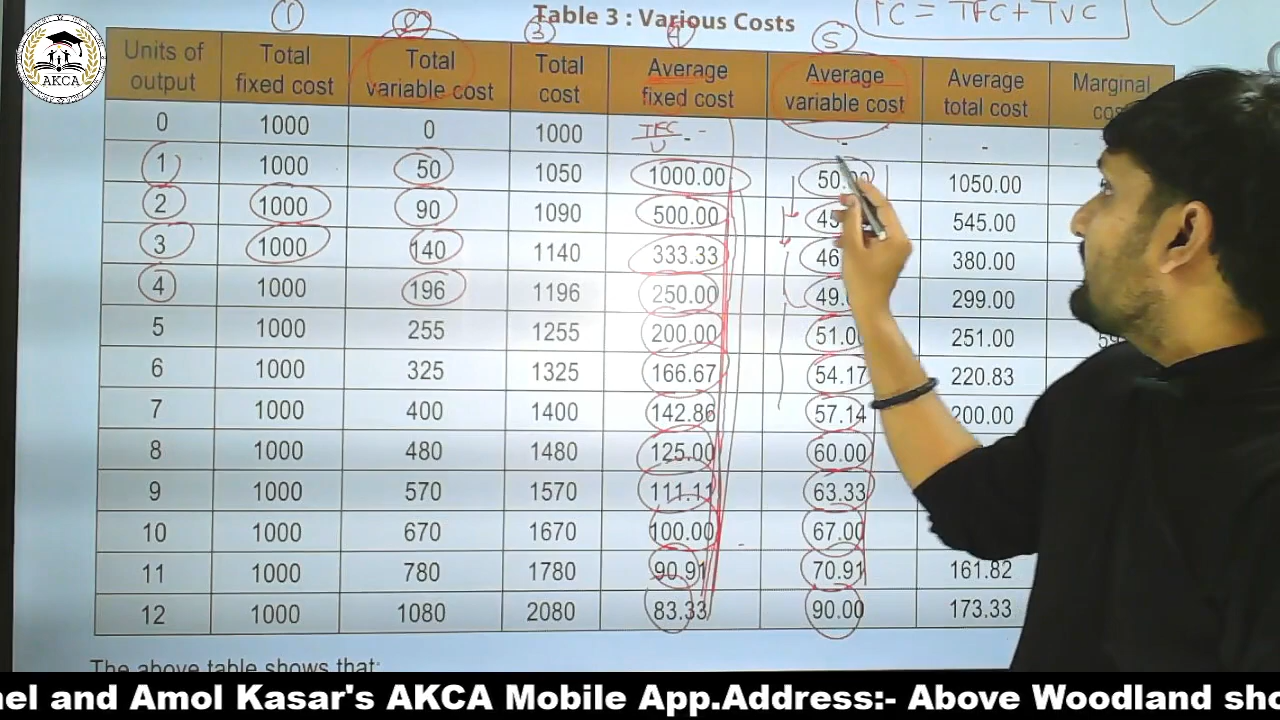 ① ② ③ ④ ⑤
Table 3 : Various Costs
TC = TFC + TVC
AKCA
Units of output Total fixed cost Total variable cost Total cost Average fixed cost Average variable cost Average total cost Marginal
0 1000 0 1000 TFC/U - - - -
1 1000 50 1050 1000.00 1050.00
2 1000 90 1090 500.00 545.00
3 1000 140 1140 333.33 380.00
4 1000 196 1196 250.00 299.00
5 1000 255 1255 200.00 251.00
6 1000 325 1325 166.67 54.17 220.83
7 1000 400 1400 142.86 57.14 200.00
8 1000 480 1480 125.00 60.00
9 1000 570 1570 111.11 63.33
10 1000 670 1670 100.00 67.00
11 1000 780 1780 90.91 70.91 161.82
12 1000 1080 2080 83.33 90.00 173.33
The above table shows that:
nel and Amol Kasar's AKCA Mobile App.Address:- Above Woodland sho